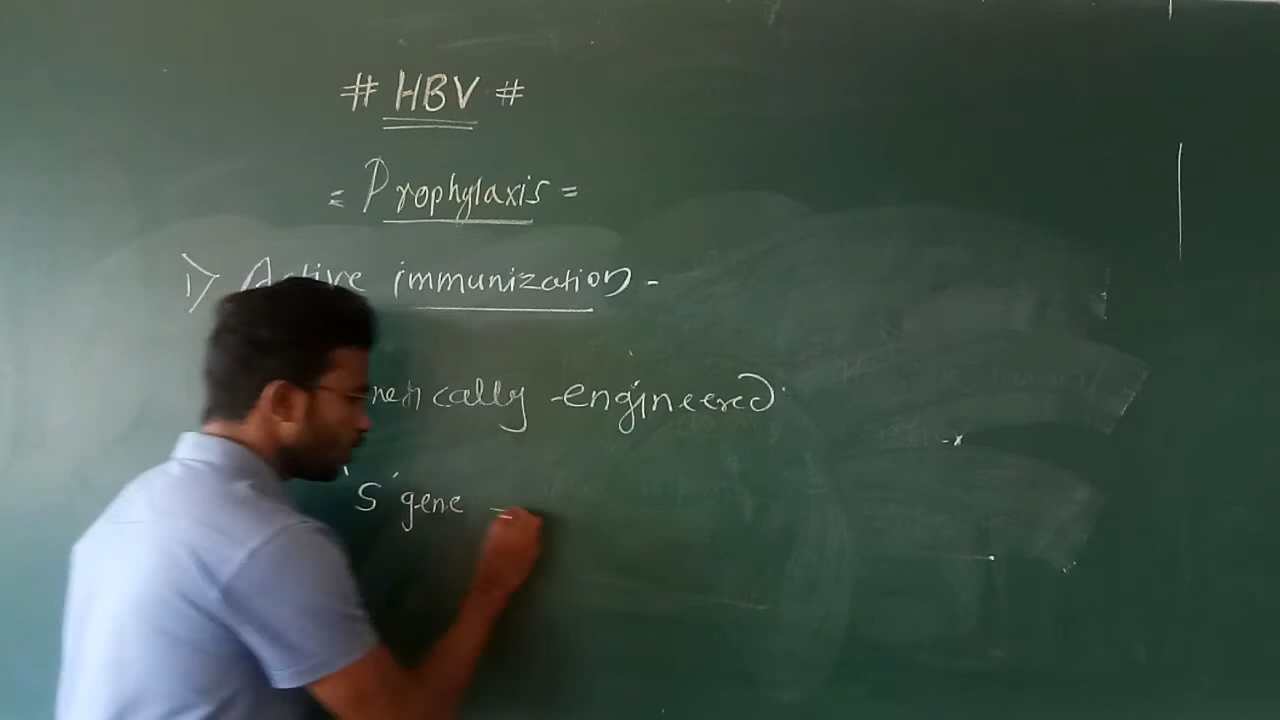 # HBV #
= Prophylaxis =
1) Active immunization -
netically engineered
'S' gene =